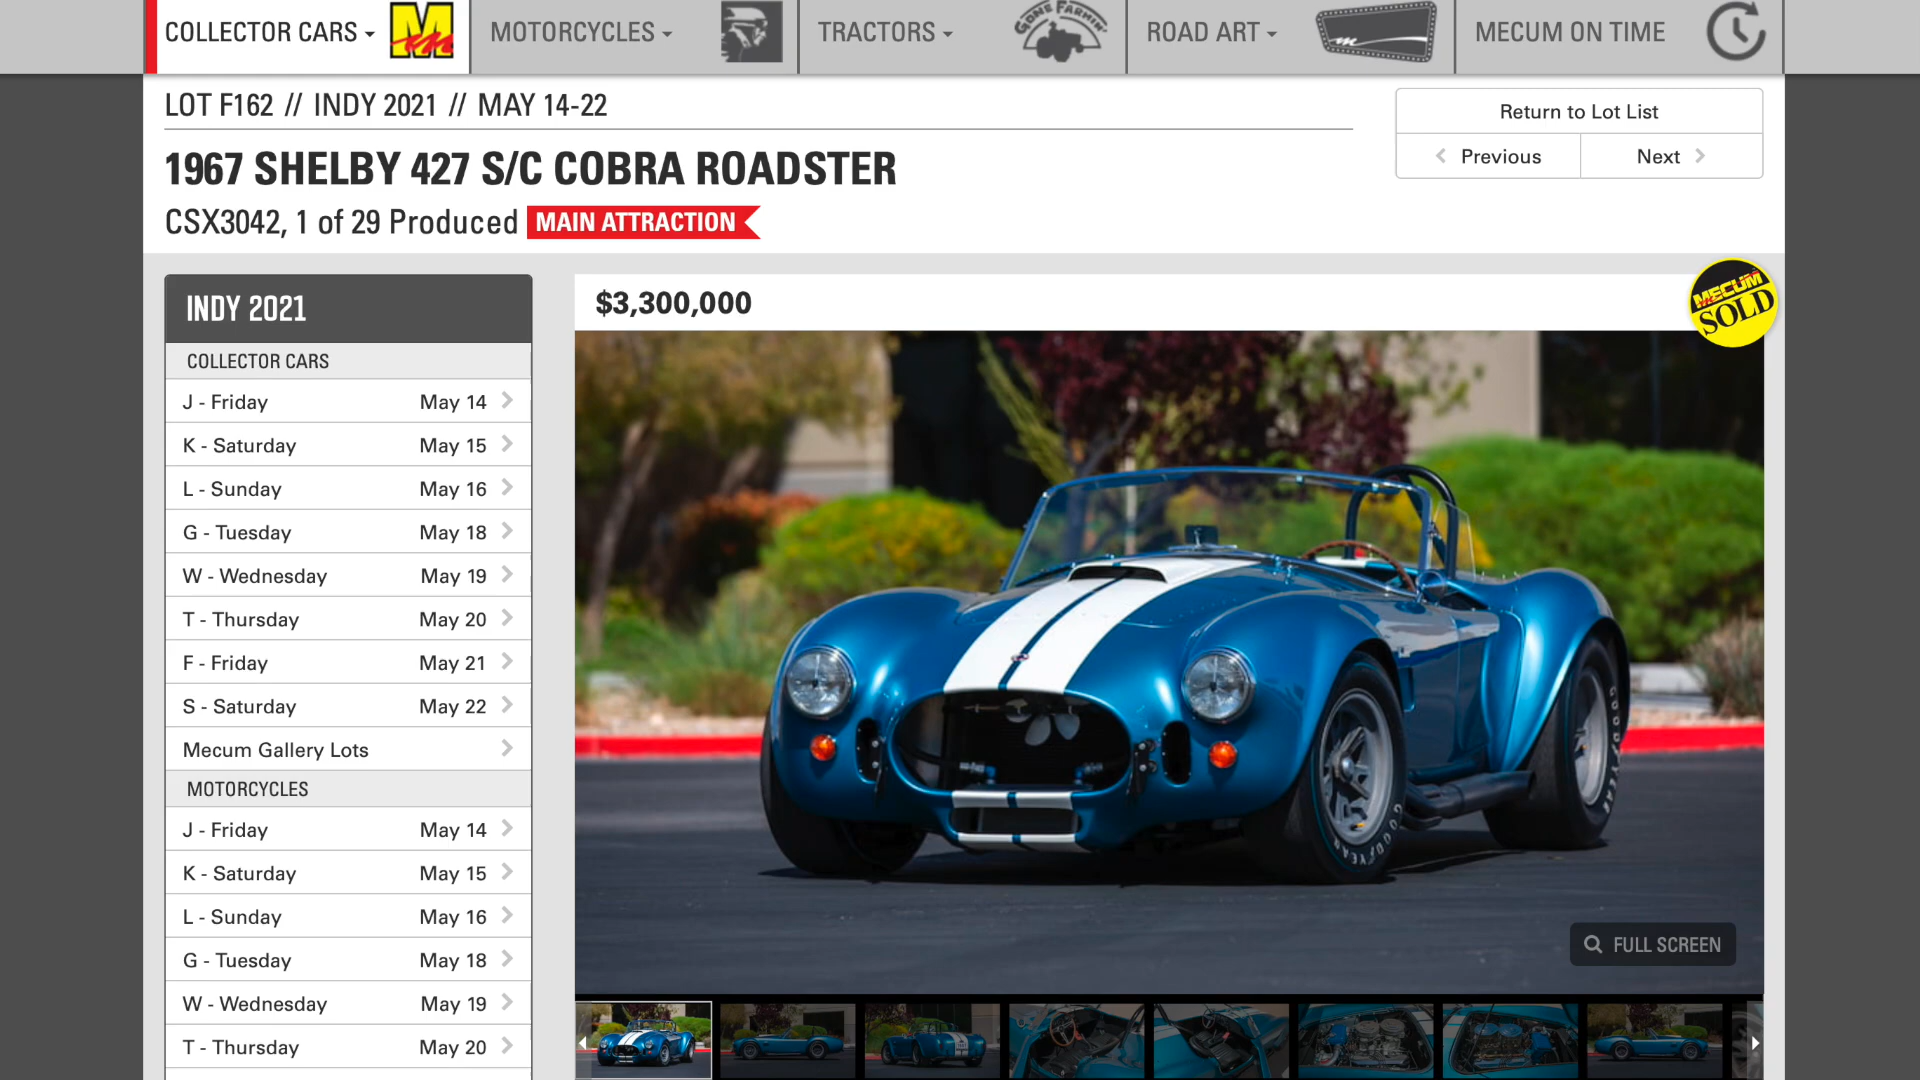 COLLECTOR CARS
MOTORCYCLES
TRACTORS
GONE FARMIN'
ROAD ART
MECUM ON TIME
LOT F162 // INDY 2021 // MAY 14-22
Return to Lot List
Previous
Next
1967 SHELBY 427 S/C COBRA ROADSTER
CSX3042, 1 of 29 Produced
MAIN ATTRACTION
INDY 2021
COLLECTOR CARS
J - Friday May 14
K - Saturday May 15
L - Sunday May 16
G - Tuesday May 18
W - Wednesday May 19
T - Thursday May 20
F - Friday May 21
S - Saturday May 22
Mecum Gallery Lots
MOTORCYCLES
J - Friday May 14
K - Saturday May 15
L - Sunday May 16
G - Tuesday May 18
W - Wednesday May 19
T - Thursday May 20
$3,300,000
MECUM
SOLD
GOODYEAR
GOODYEAR
FULL SCREEN